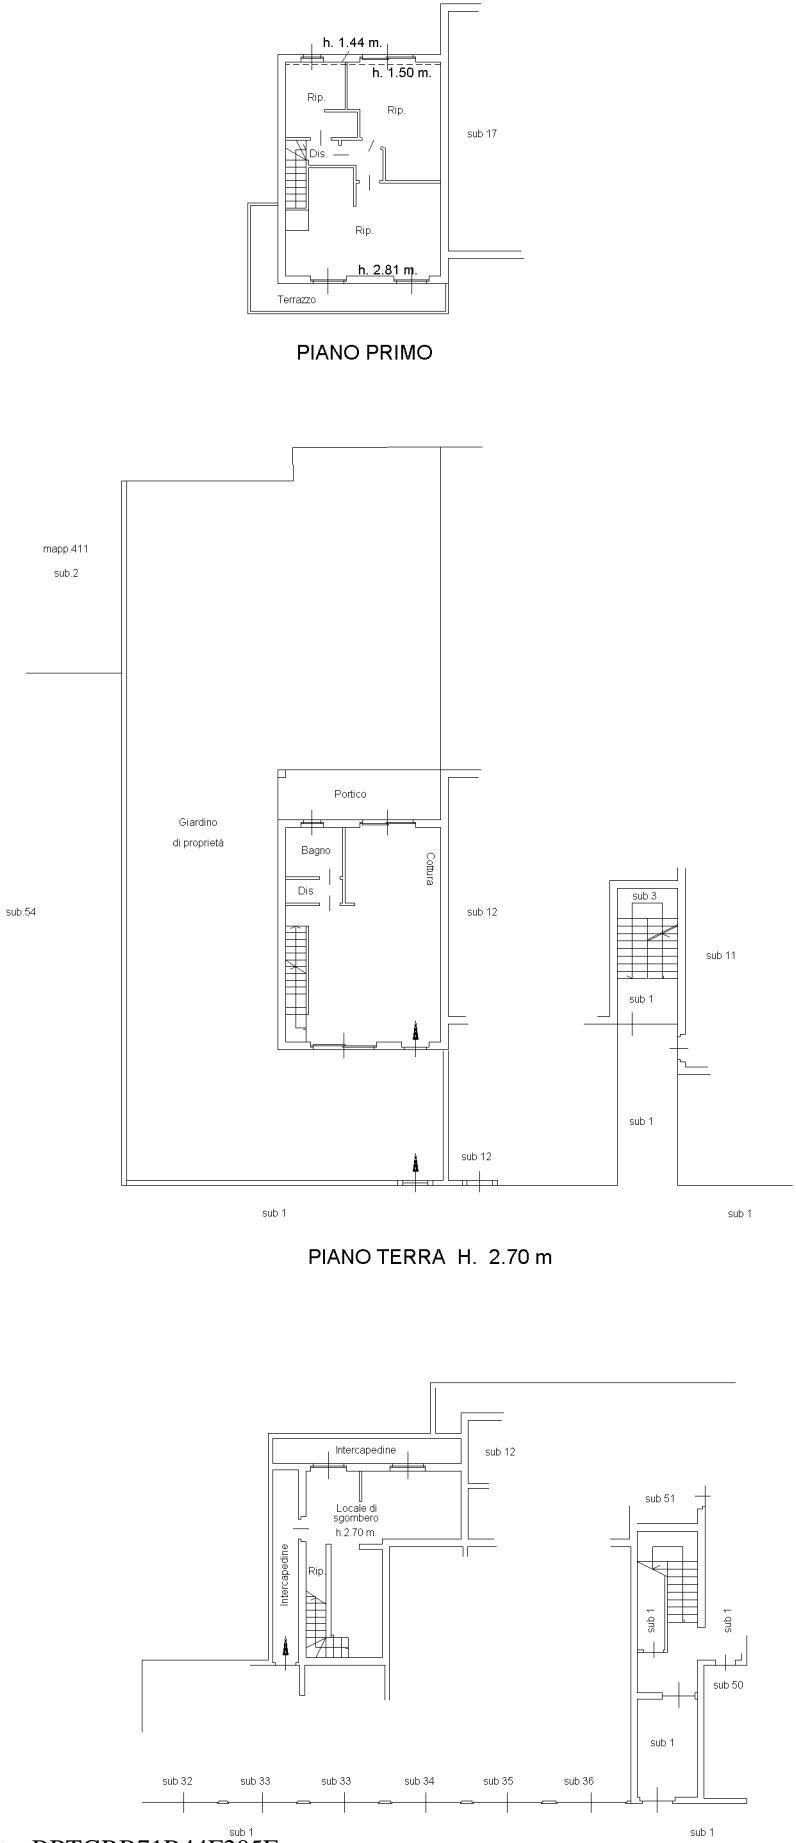 h. 1.44 m.
h. 1.50 m.
Rip.
Rip.
sub 17
Dis.
Rip.
h. 2.81 m.
Terrazzo
PIANO PRIMO
mapp.411
sub.2
Portico
Giardino
di proprietá
Bagno
Cottura
Dis.
sub.54
sub 12
sub 3
sub 11
sub 1
sub 1
sub 12
sub 1
sub 1
PIANO TERRA H. 2.70 m
Intercapedine
sub 12
sub 51
Locale di
sgombero
h.2.70 m.
Intercapedine
Rip.
sub 1
sub 1
sub 50
sub 1
sub 32
sub 33
sub 33
sub 34
sub 35
sub 36
sub 1
sub 1